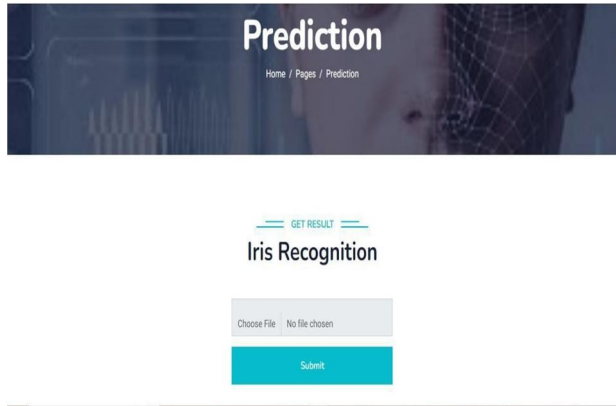 Prediction
Home / Pages / Prediction
GET RESULT
Iris Recognition
Choose File No file chosen
Submit